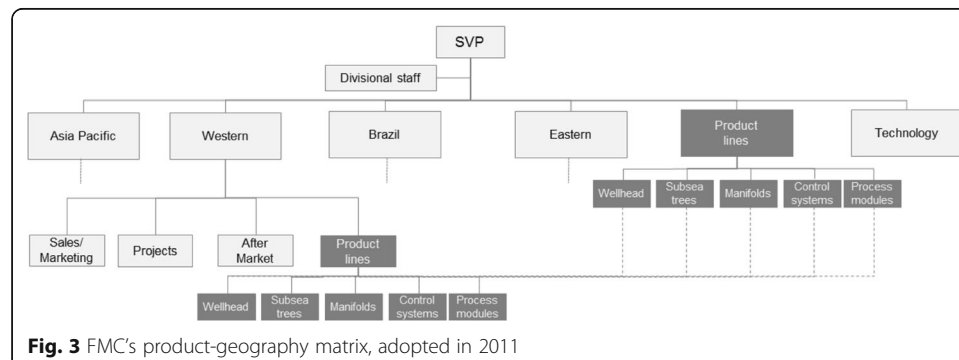 SVP
Divisional staff
Asia Pacific
Western
Brazil
Eastern
Product
lines
Technology
Wellhead
Subsea
trees
Manifolds
Control
systems
Process
modules
Sales/
Marketing
Projects
After
Market
Product
lines
Wellhead
Subsea
trees
Manifolds
Control
systems
Process
modules
Fig. 3 FMC's product-geography matrix, adopted in 2011